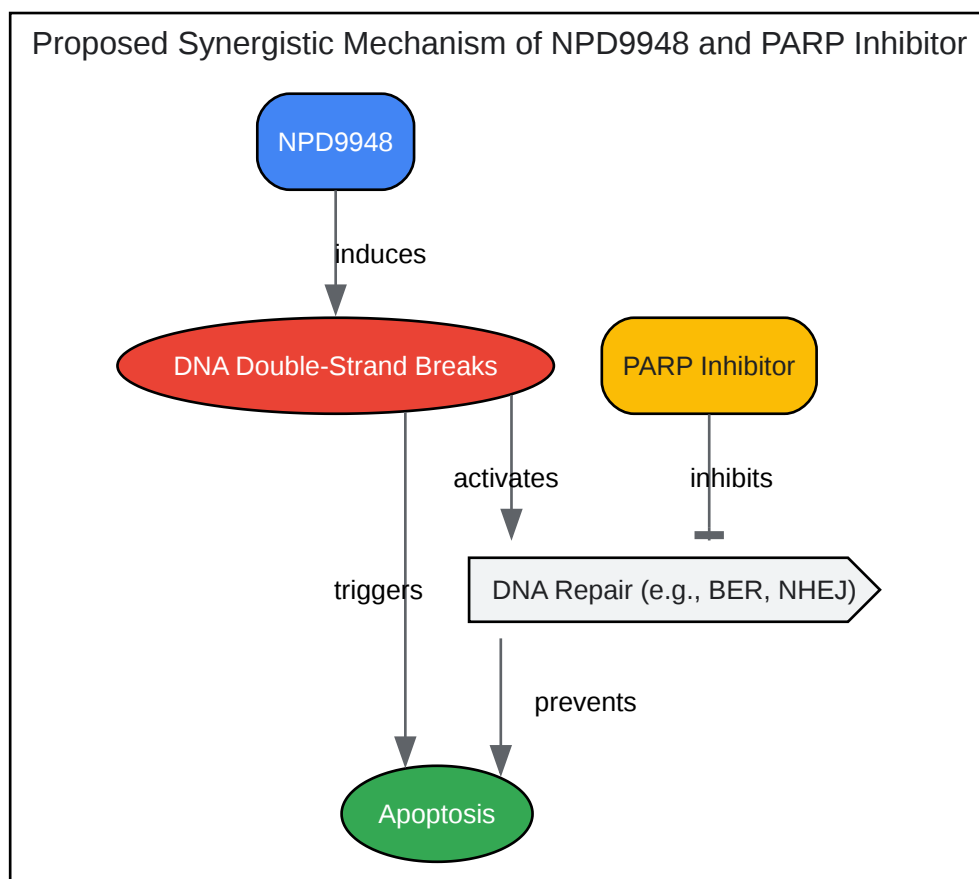 Proposed Synergistic Mechanism of NPD9948 and PARP Inhibitor
NPD9948
induces
DNA Double-Strand Breaks
PARP Inhibitor
activates
inhibits
triggers
DNA Repair (e.g., BER, NHEJ)
prevents
Apoptosis